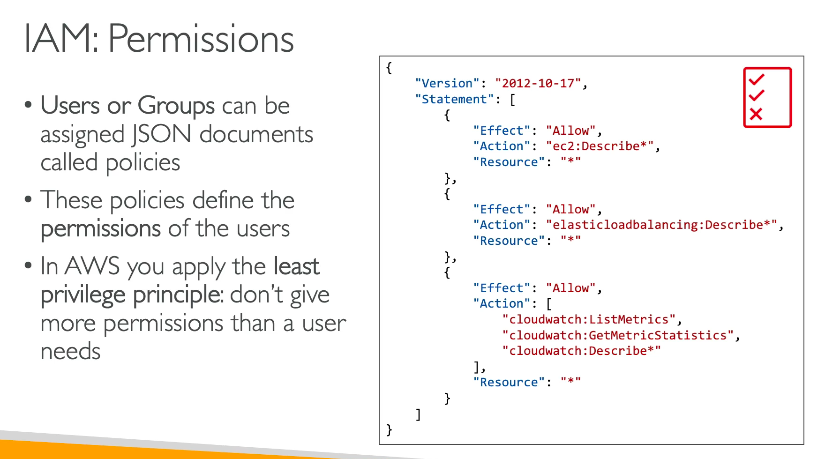 IAM: Permissions
• Users or Groups can be
assigned JSON documents
called policies
• These policies define the
permissions of the users
• In AWS you apply the least
privilege principle: don't give
more permissions than a user
needs
{
    "Version": "2012-10-17",
    "Statement": [
        {
            "Effect": "Allow",
            "Action": "ec2:Describe*",
            "Resource": "*"
        },
        {
            "Effect": "Allow",
            "Action": "elasticloadbalancing:Describe*",
            "Resource": "*"
        },
        {
            "Effect": "Allow",
            "Action": [
                "cloudwatch:ListMetrics",
                "cloudwatch:GetMetricStatistics",
                "cloudwatch:Describe*"
            ],
            "Resource": "*"
        }
    ]
}